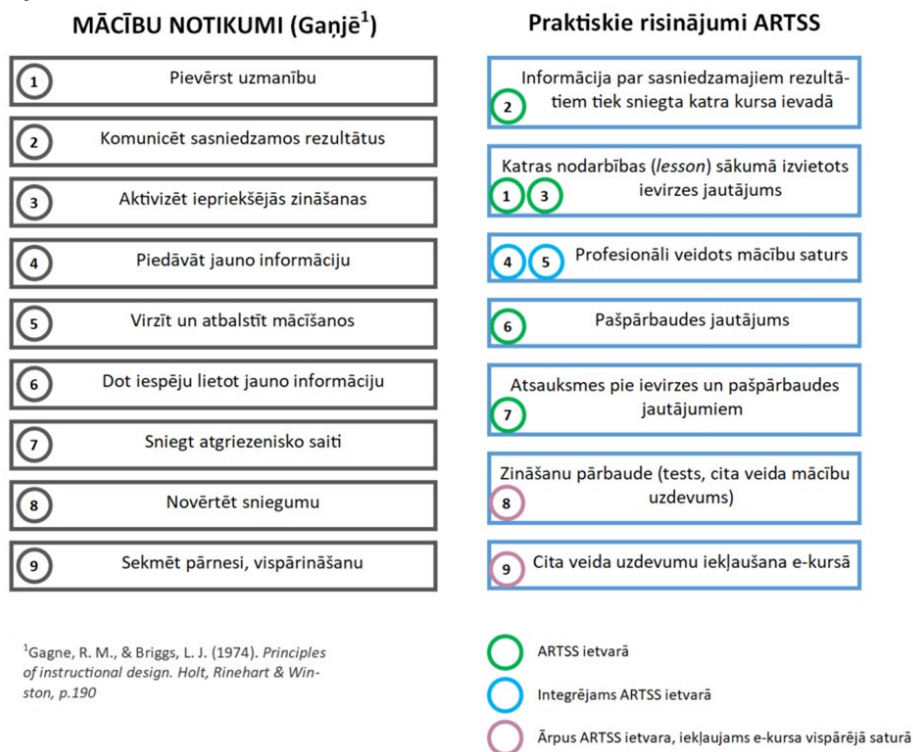 MĀCĪBU NOTIKUMI (Gaņjē¹)
1 Pievērst uzmanību
2 Komunicēt sasniedzamos rezultātus
3 Aktivizēt iepriekšējās zināšanas
4 Piedāvāt jauno informāciju
5 Virzīt un atbalstīt mācīšanos
6 Dot iespēju lietot jauno informāciju
7 Sniegt atgriezenisko saiti
8 Novērtēt sniegumu
9 Sekmēt pārnesi, vispārināšanu
¹Gagne, R. M., & Briggs, L. J. (1974). Principles
of instructional design. Holt, Rinehart & Win-
ston, p.190
Praktiskie risinājumi ARTSS
Informācija par sasniedzamajiem rezultā-
2 tiem tiek sniegta katra kursa ievadā
Katras nodarbības (lesson) sākumā izvietots
1 3 ievirzes jautājums
4 5 Profesionāli veidots mācību saturs
6 Pašpārbaudes jautājums
Atsauksmes pie ievirzes un pašpārbaudes
7 jautājumiem
Zināšanu pārbaude (tests, cita veida mācību
8 uzdevums)
9 Cita veida uzdevumu iekļaušana e-kursā
ARTSS ietvarā
Integrējams ARTSS ietvarā
Ārpus ARTSS ietvara, iekļaujams e-kursa vispārējā saturā